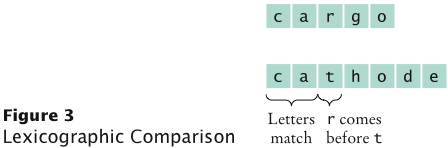 c a r g o
c a t h o d e
Letters r comes
match before t
Figure 3
Lexicographic Comparison